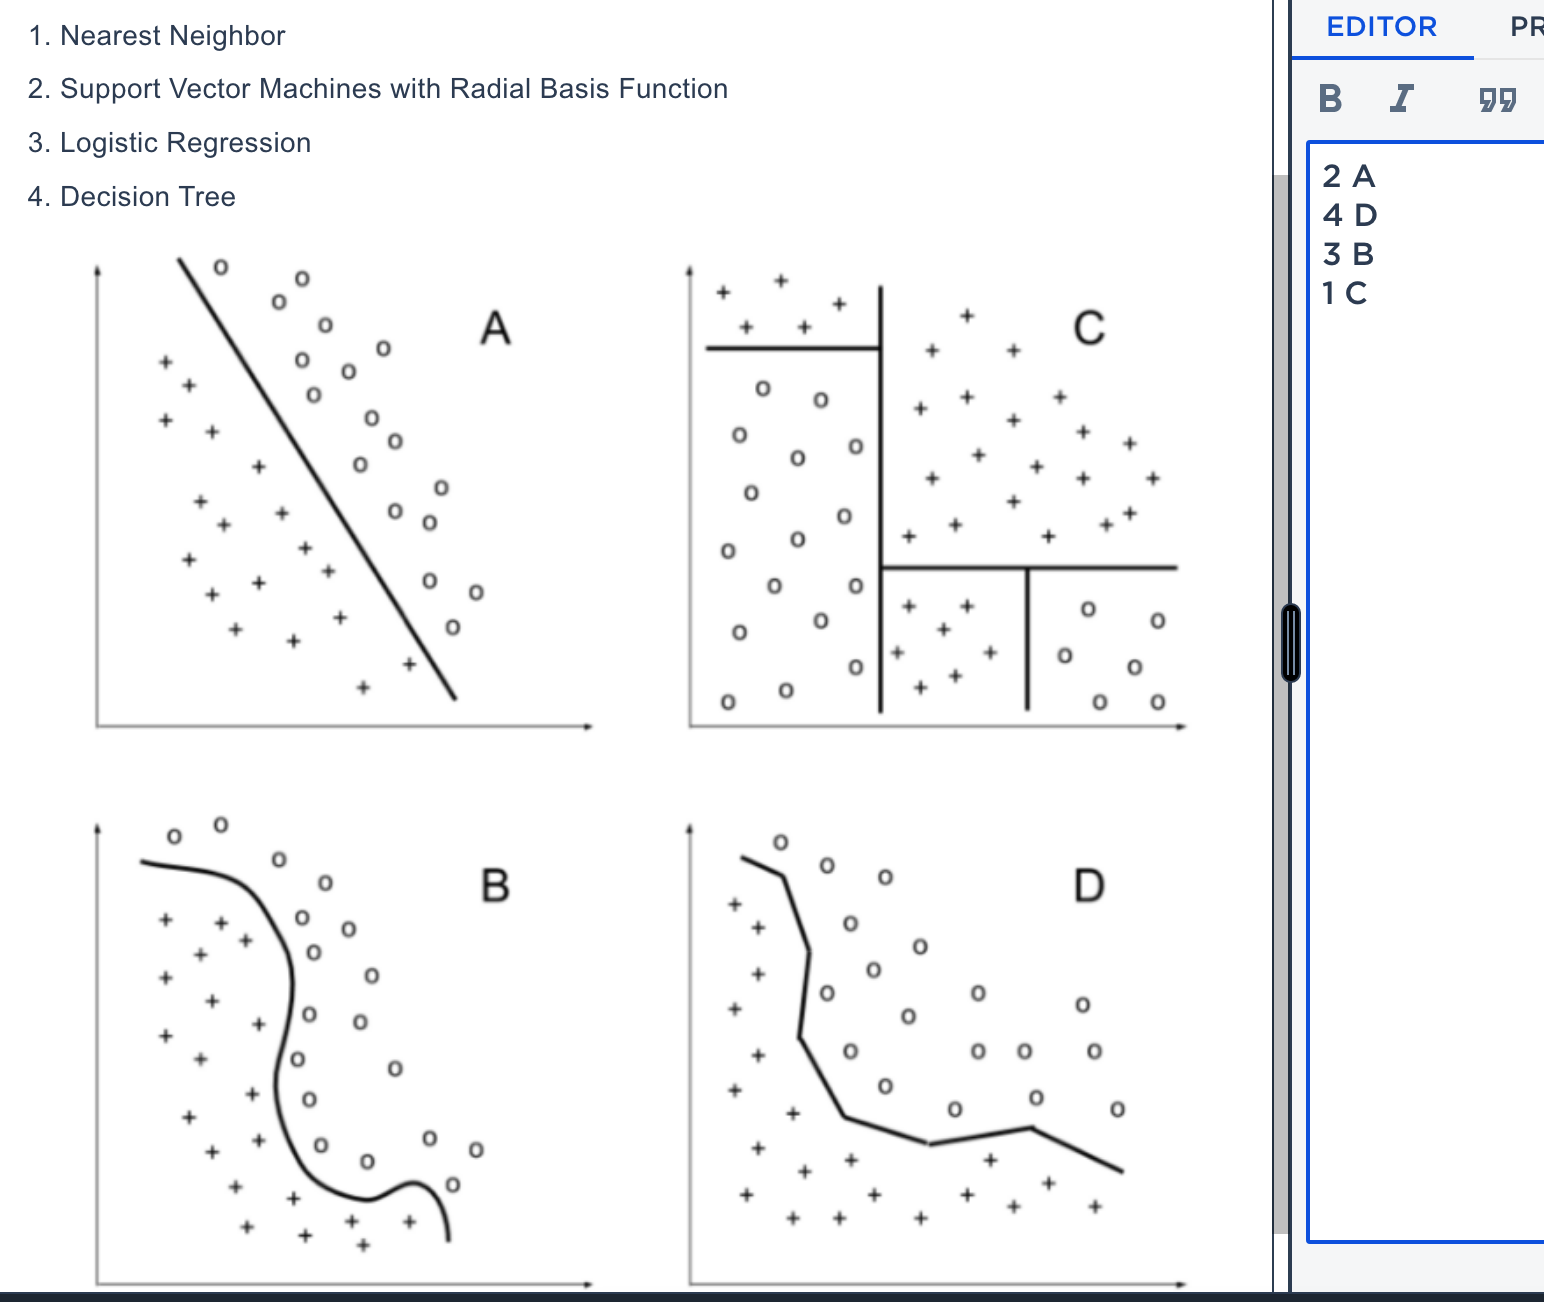 1. Nearest Neighbor
2. Support Vector Machines with Radial Basis Function
3. Logistic Regression
4. Decision Tree
A
C
B
D
EDITOR
PR
B I
2 A
4 D
3 B
1 C